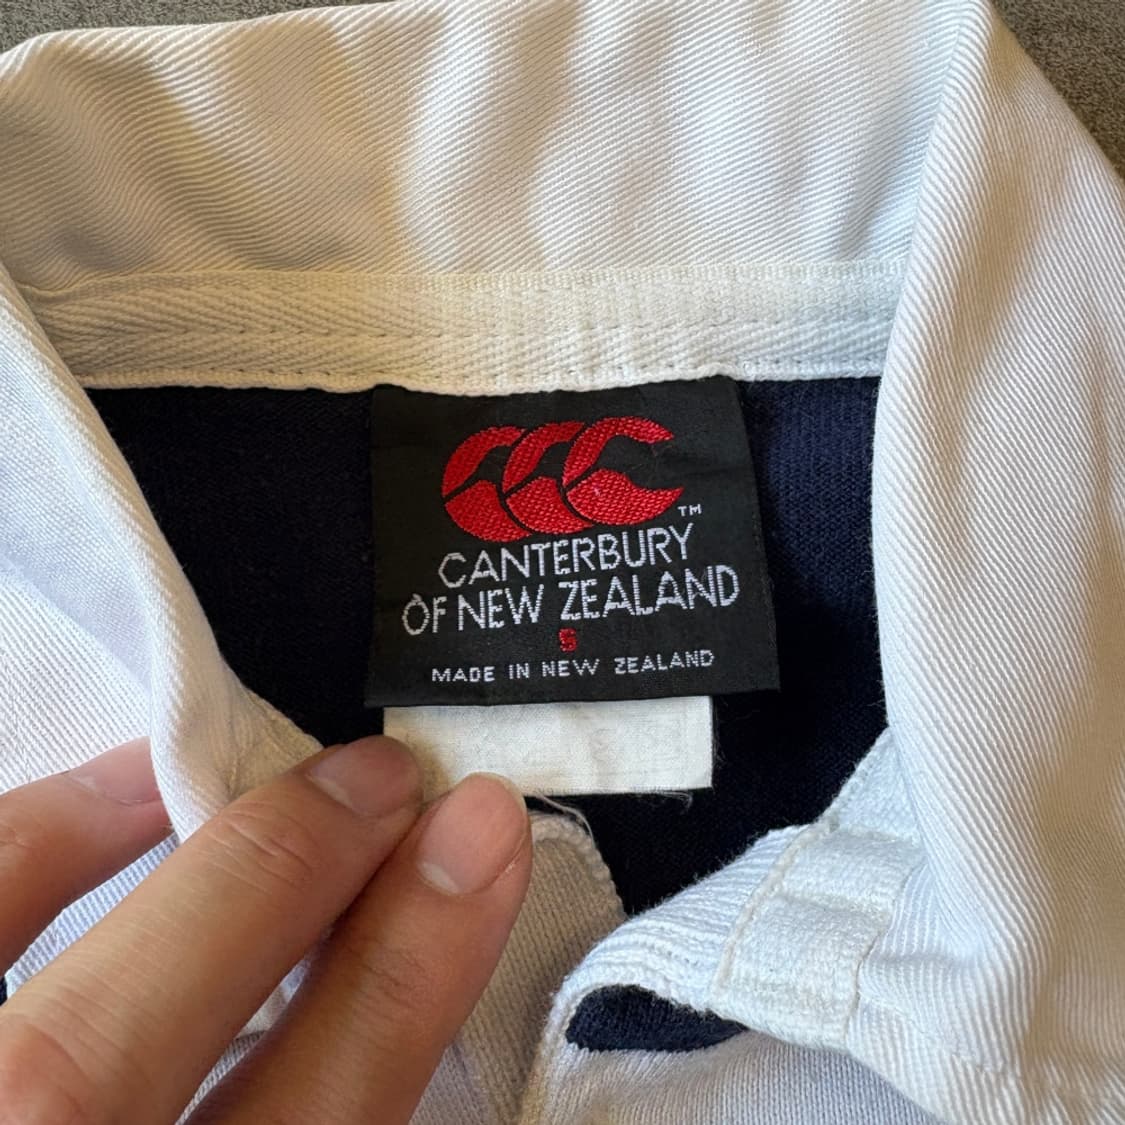 TM
CANTERBURY
OF NEW ZEALAND
S
MADE IN NEW ZEALAND